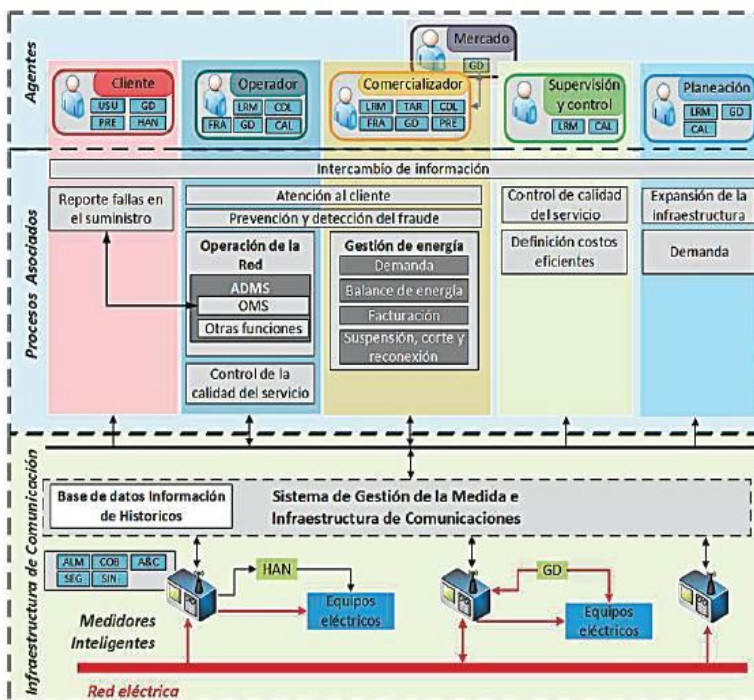 Agentes
Mercado
GD
Cliente
USU GD
PRE HAN
Operador
LRM CDL
FRA GD CAL
Comercializador
LRM TAR CDL
FRA GD PRE
Supervisión
y control
LRM CAL
Planeación
LRM GD
CAL
Procesos Asociados
Intercambio de información
Reporte fallas en
el suministro
Atención al cliente
Prevención y detección del fraude
Operación de la
Red
ADMS
OMS
Otras funciones
Control de la
calidad del servicio
Gestión de energía
Demanda
Balance de energía
Facturación
Suspensión, corte y
reconexión
Control de calidad
del servicio
Definición costos
eficientes
Expansión de la
infraestructura
Demanda
Infraestructura de Comunicación
Base de datos Información
de Historicos
Sistema de Gestión de la Medida e
Infraestructura de Comunicaciones
ALM COB A&C
SEG SIN
HAN
Equipos
eléctricos
GD
Equipos
eléctricos
Medidores
Inteligentes
Red eléctrica